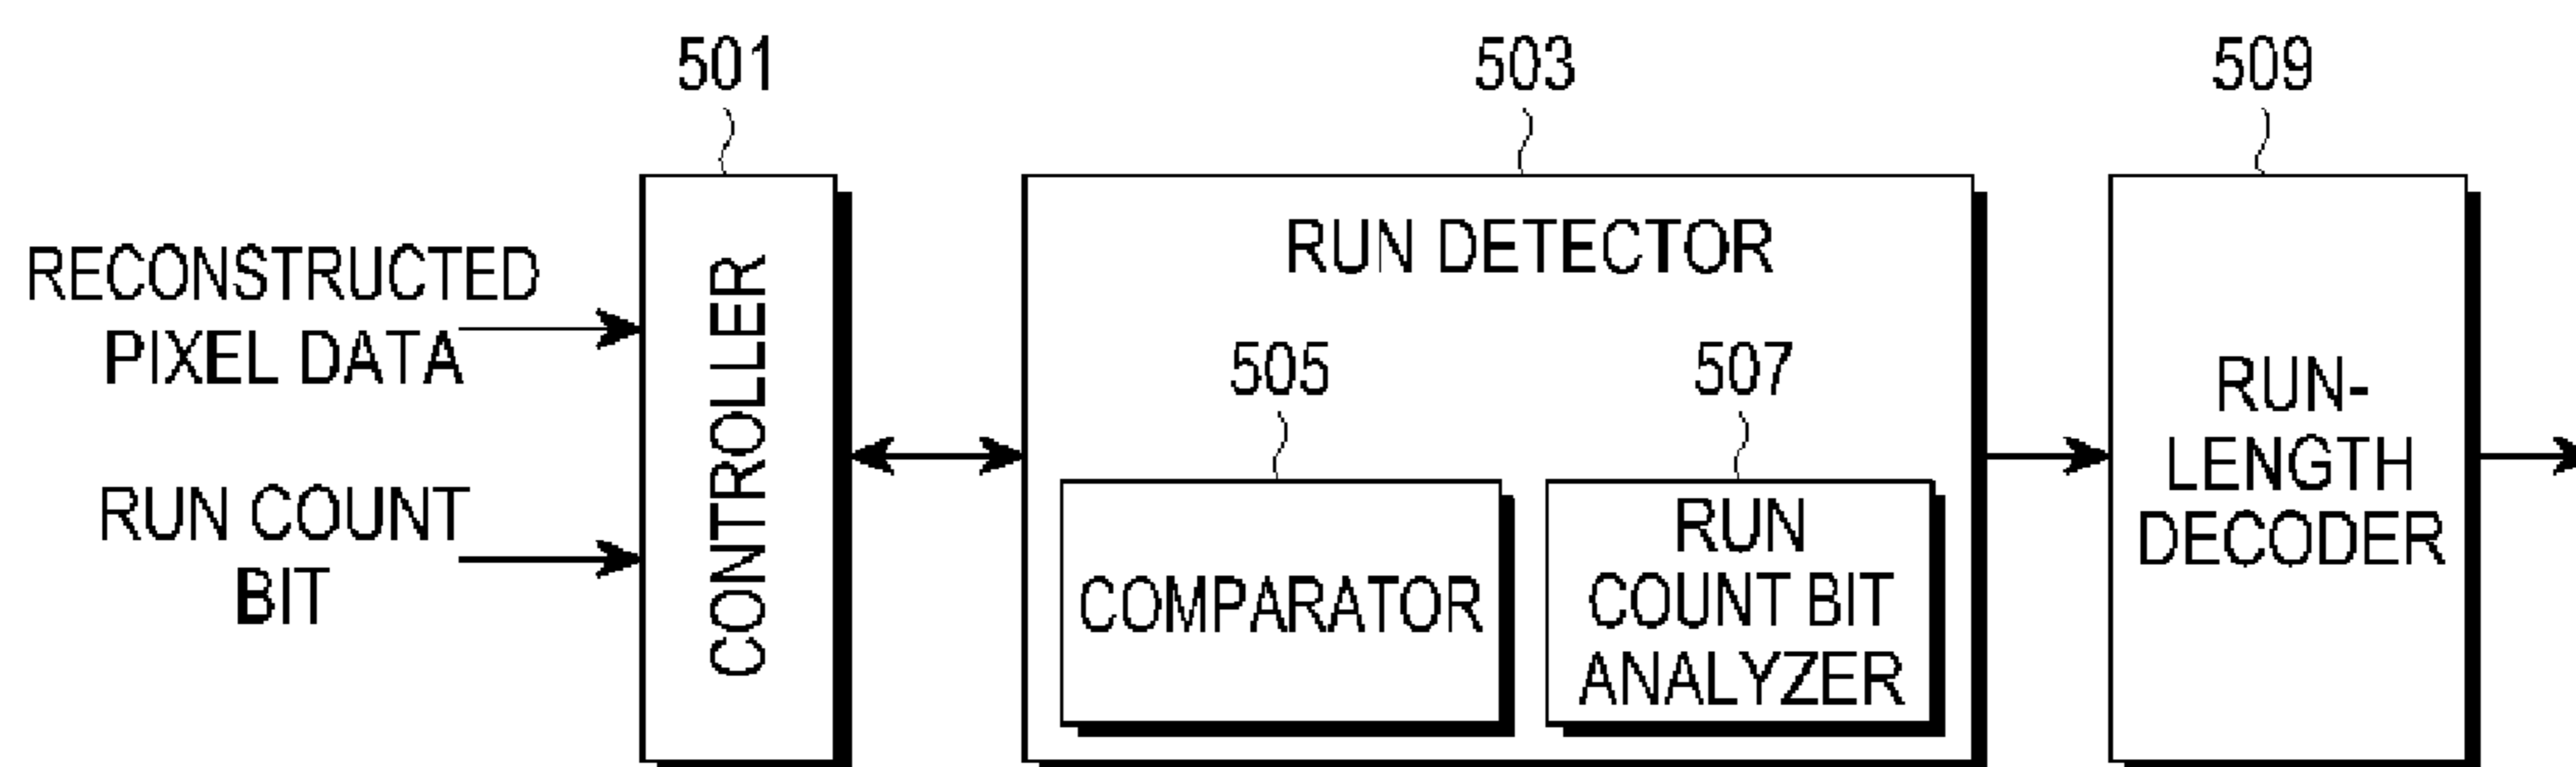 501
503
509
RECONSTRUCTED
PIXEL DATA
RUN COUNT
BIT
CONTROLLER
RUN DETECTOR
505
507
COMPARATOR
RUN
COUNT BIT
ANALYZER
RUN-
LENGTH
DECODER